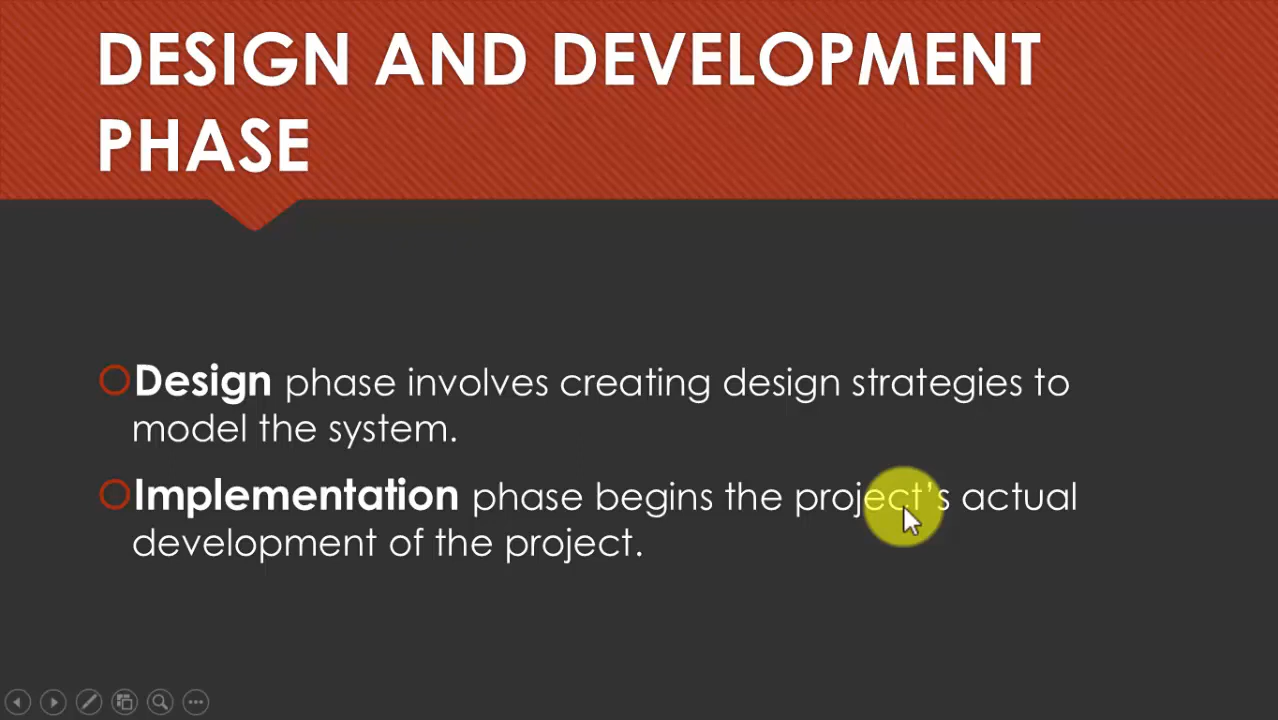 DESIGN AND DEVELOPMENT
PHASE
Design phase involves creating design strategies to
model the system.
Implementation phase begins the project's actual
development of the project.